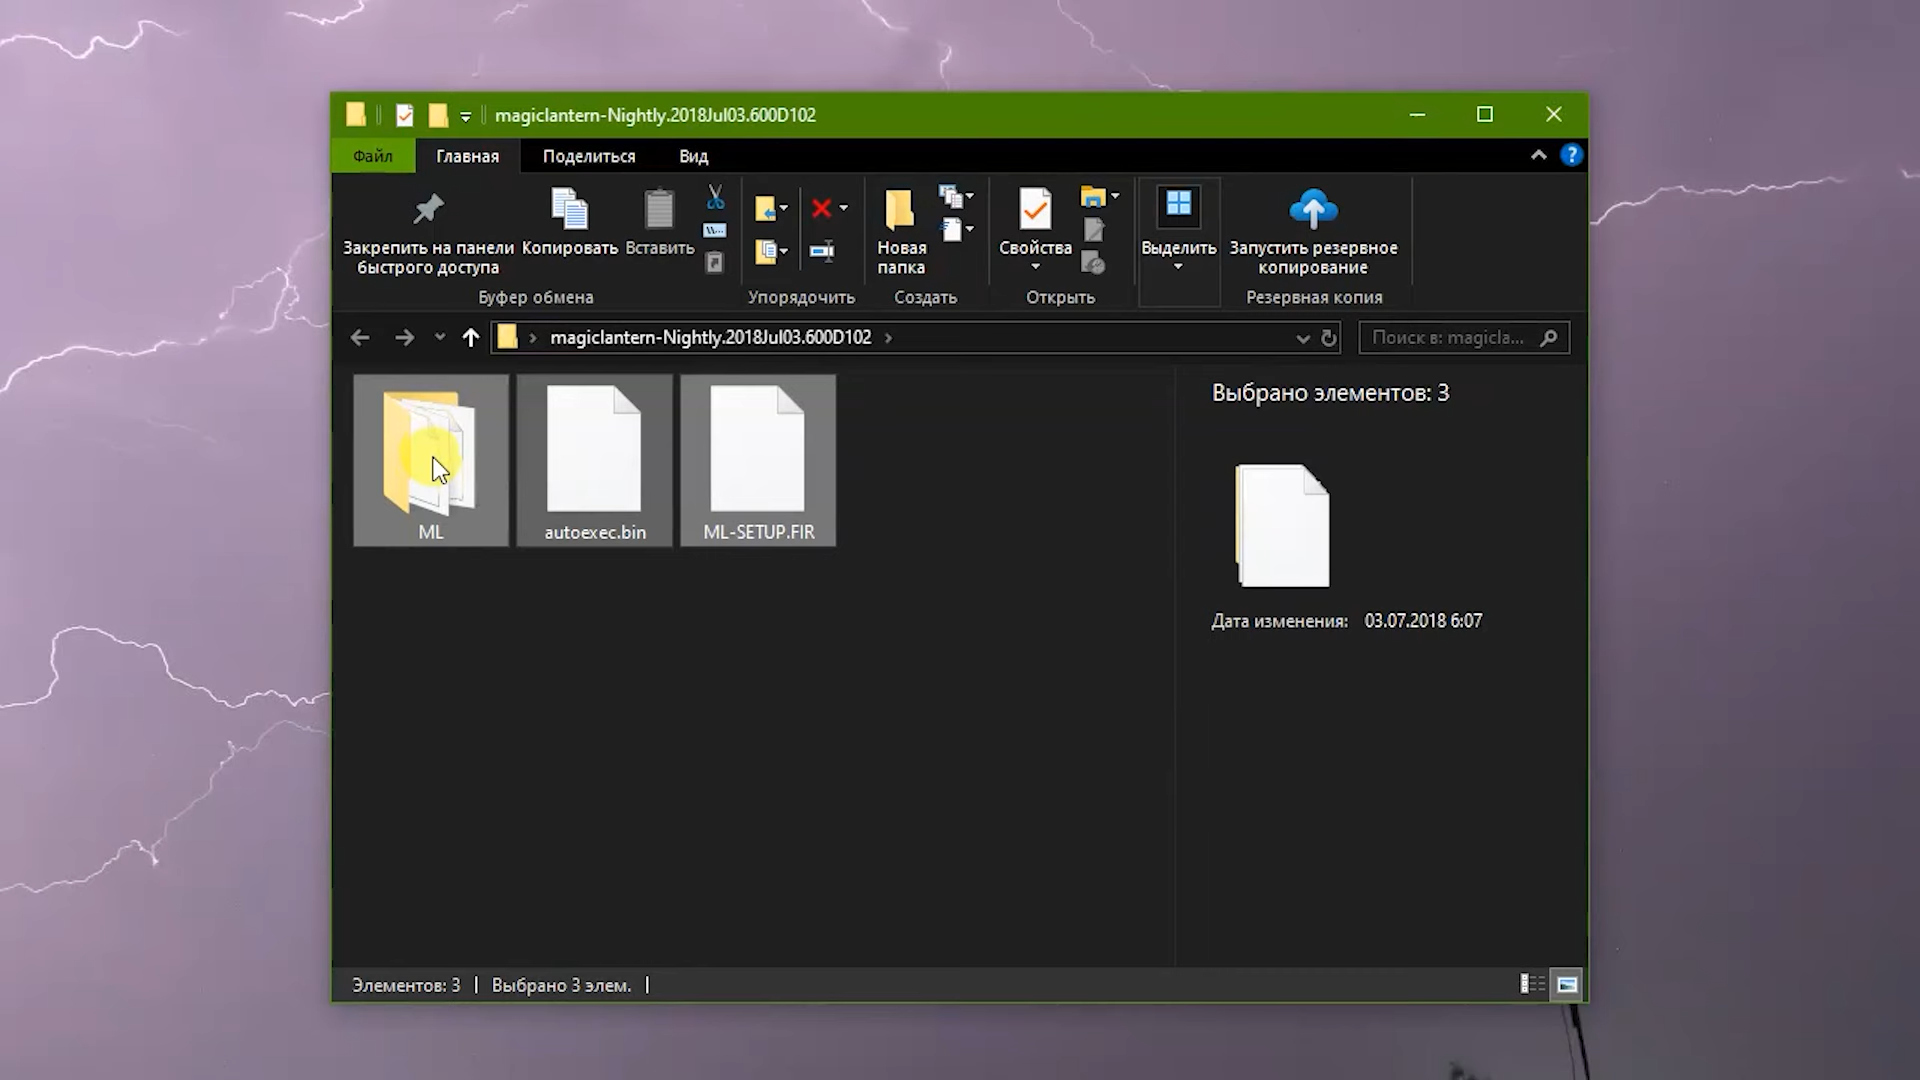 magiclantern-Nightly.2018Jul03.600D102
Файл
Главная
Поделиться
Вид
Закрепить на панели
быстрого доступа
Копировать
Вставить
Буфер обмена
Упорядочить
Новая
папка
Создать
Свойства
Открыть
Выделить
Запустить резервное
копирование
Резервная копия
magiclantern-Nightly.2018Jul03.600D102
Поиск в: magicla...
ML
autoexec.bin
ML-SETUP.FIR
Выбрано элементов: 3
Дата изменения: 03.07.2018 6:07
Элементов: 3
Выбрано 3 элем.